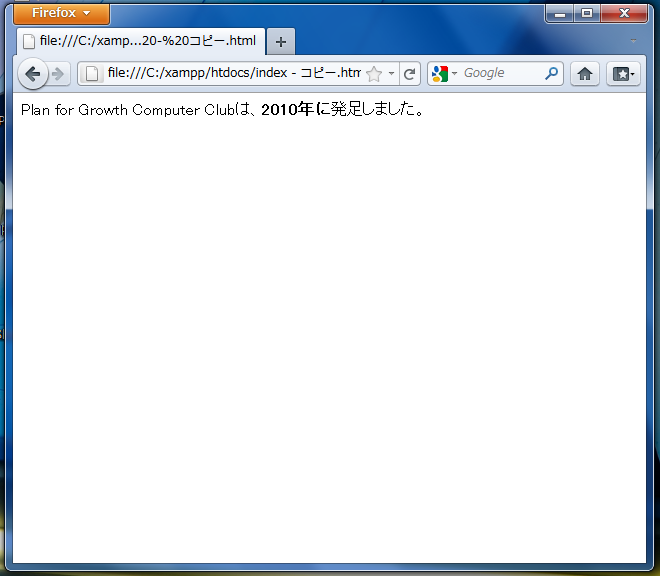 Firefox
file:///C:/xamp...20-%20コピー.html
file:///C:/xampp/htdocs/index - コピー.htm
Google
Plan for Growth Computer Clubは、2010年に発足しました。